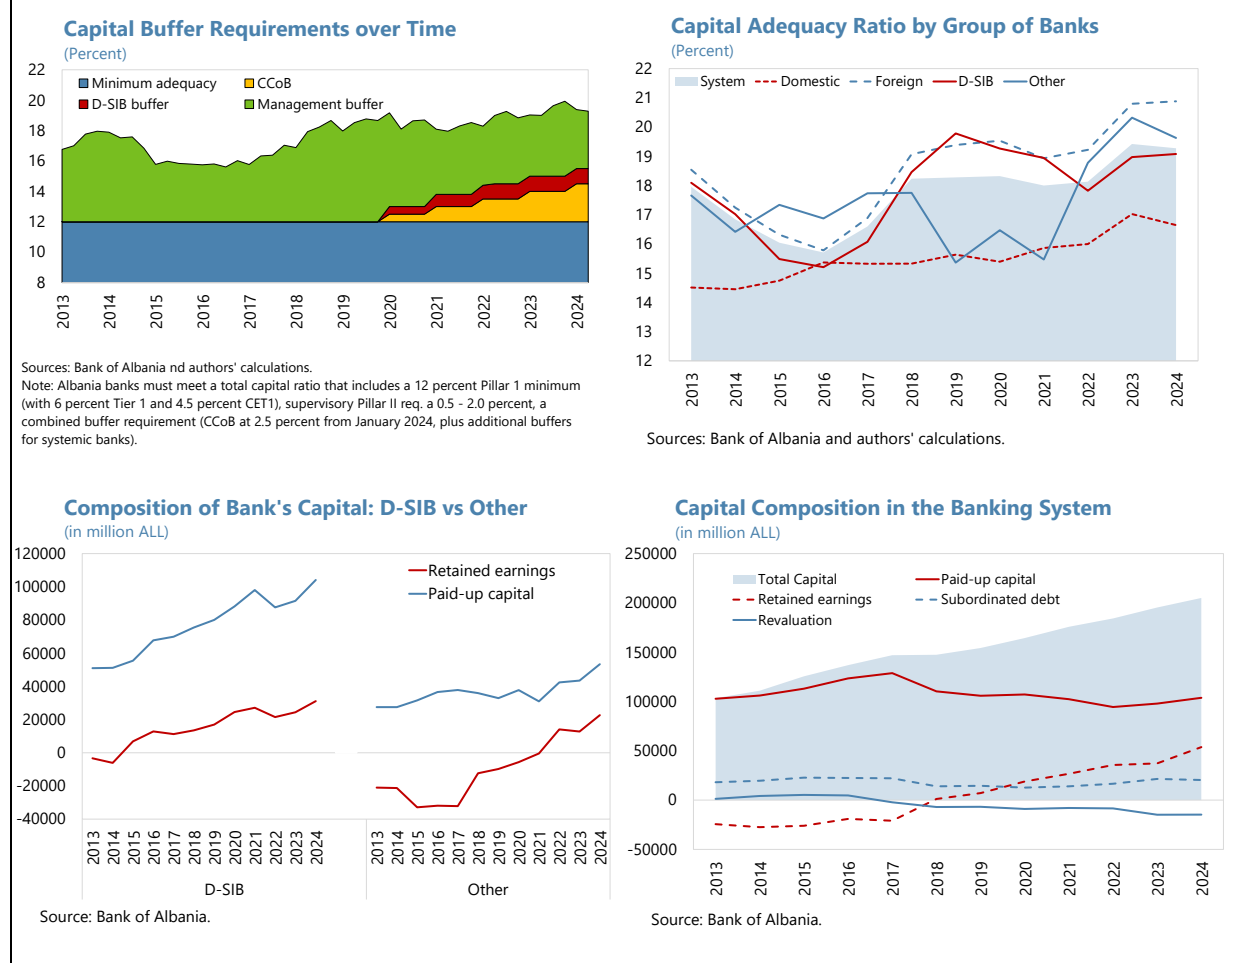 Capital Buffer Requirements over Time
(Percent)
22
20
18
16
14
12
10
8
Minimum adequacy
CCoB
D-SIB buffer
Management buffer
2013
2014
2015
2016
2017
2018
2019
2020
2021
2022
2023
2024
Sources: Bank of Albania nd authors' calculations.
Note: Albania banks must meet a total capital ratio that includes a 12 percent Pillar 1 minimum
(with 6 percent Tier 1 and 4.5 percent CET1), supervisory Pillar II req. a 0.5 - 2.0 percent, a
combined buffer requirement (CCoB at 2.5 percent from January 2024, plus additional buffers
for systemic banks).
Capital Adequacy Ratio by Group of Banks
(Percent)
22
21
20
19
18
17
16
15
14
13
12
System
Domestic
Foreign
D-SIB
Other
2013
2014
2015
2016
2017
2018
2019
2020
2021
2022
2023
2024
Sources: Bank of Albania and authors' calculations.
Composition of Bank's Capital: D-SIB vs Other
(in million ALL)
120000
100000
80000
60000
40000
20000
0
-20000
-40000
Retained earnings
Paid-up capital
2013
2014
2015
2016
2017
2018
2019
2020
2021
2022
2023
2024
2013
2014
2015
2016
2017
2018
2019
2020
2021
2022
2023
2024
D-SIB
Other
Source: Bank of Albania.
Capital Composition in the Banking System
(in million ALL)
250000
200000
150000
100000
50000
0
-50000
Total Capital
Paid-up capital
Retained earnings
Subordinated debt
Revaluation
2013
2014
2015
2016
2017
2018
2019
2020
2021
2022
2023
2024
Source: Bank of Albania.